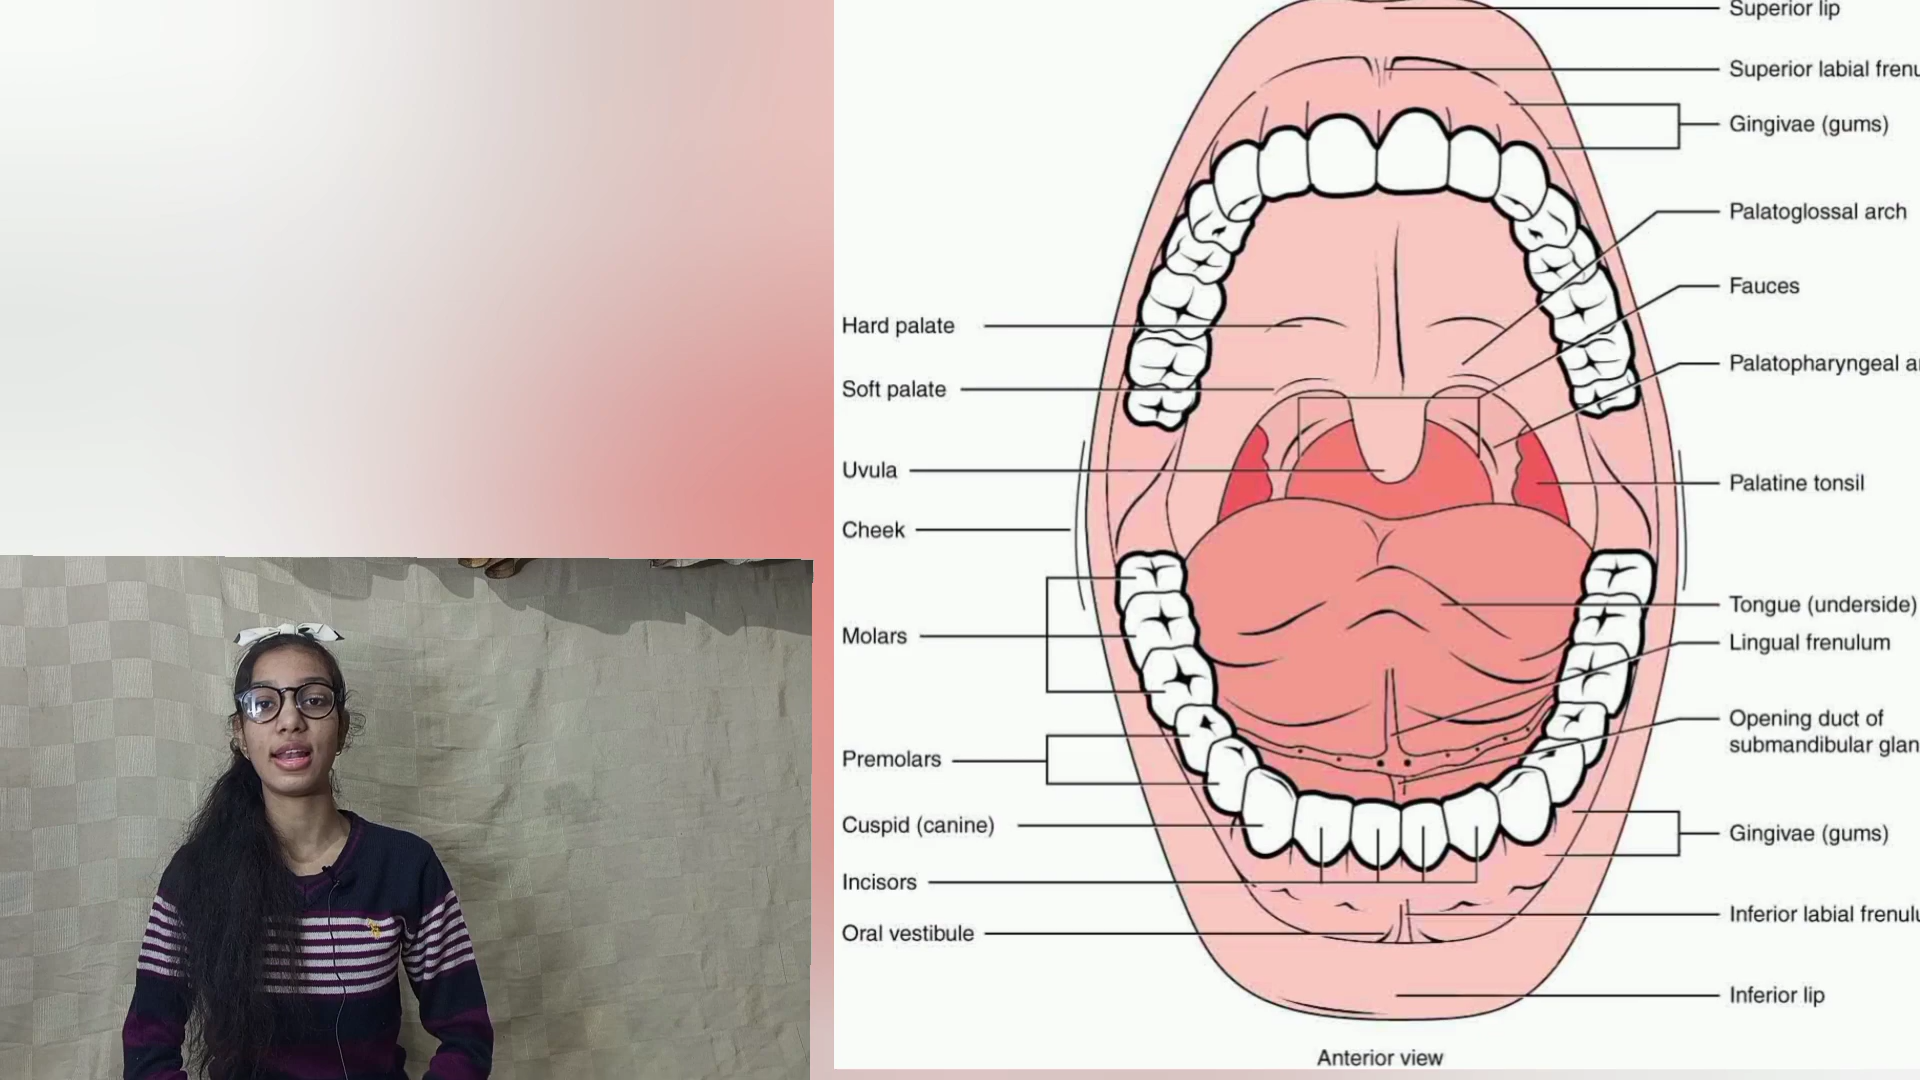 Superior lip
Superior labial frenu
Gingivae (gums)
Palatoglossal arch
Fauces
Palatopharyngeal a
Palatine tonsil
Tongue (underside)
Lingual frenulum
Opening duct of
submandibular glan
Gingivae (gums)
Inferior labial frenul
Inferior lip
Hard palate
Soft palate
Uvula
Cheek
Molars
Premolars
Cuspid (canine)
Incisors
Oral vestibule
Anterior view